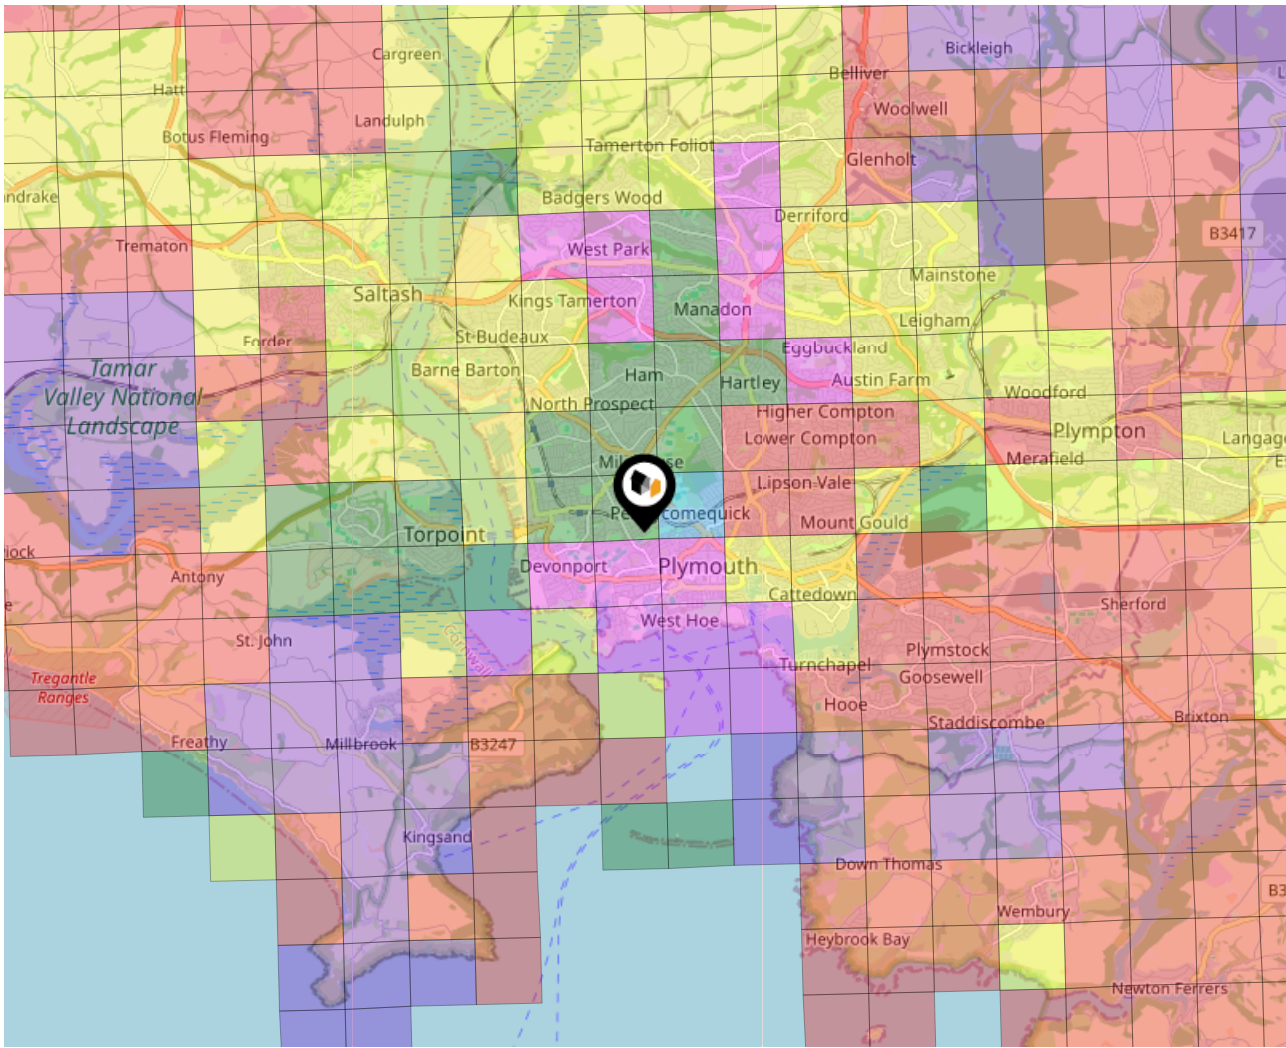 Bickleigh
Cargreen
Belliver
Hatt
Woolwell
Landulph
Botus Fleming
Tamerton Foliot
Glenholt
ndrake
Badgers Wood
Derriford
Trematon
West Park
B3417
Mainstone
Saltash
Kings Tamerton
Manadon
Leigham
St Budeaux
Forder
Eggbuckland
Tamar
Valley National
Landscape
Barne Barton
Ham
Hartley
Austin Farm
Woodford
North Prospect
Higher Compton
Lower Compton
Plympton
Langage
Merafield
Lipson Vale
comequick
Mount Gould
Torpoint
Devonport
Plymouth
Antony
Cattedown
Sherford
West Hoe
St. John
Cornwall
Plymstock
Turnchapel
Goosewell
Tregantle
Ranges
Hooe
Staddiscombe
Brixton
Freathy
Millbrook
B3247
Kingsand
Down Thomas
B3
Wembury
Heybrook Bay
Newton Ferrers